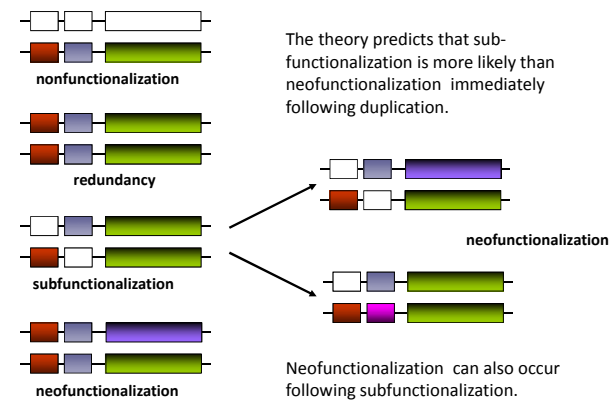 nonfunctionalization
redundancy
subfunctionalization
neofunctionalization
The theory predicts that sub-
functionalization is more likely than
neofunctionalization immediately
following duplication.
neofunctionalization
Neofunctionalization can also occur
following subfunctionalization.